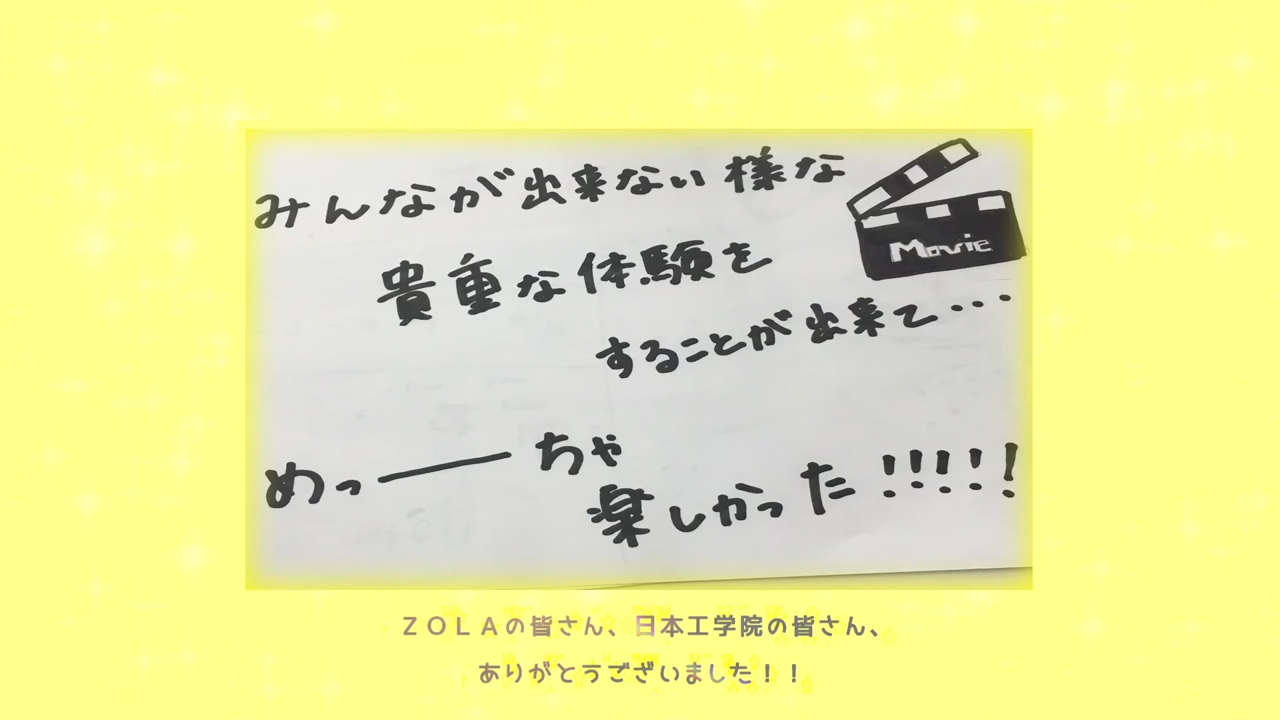 みんなが出来ない様な
Movie
貴重な体験を
することが出来て・・・
めっーーちゃ
楽しかった!!!!!
ＺＯＬＡの皆さん、日本工学院の皆さん、
ありがとうございました！！